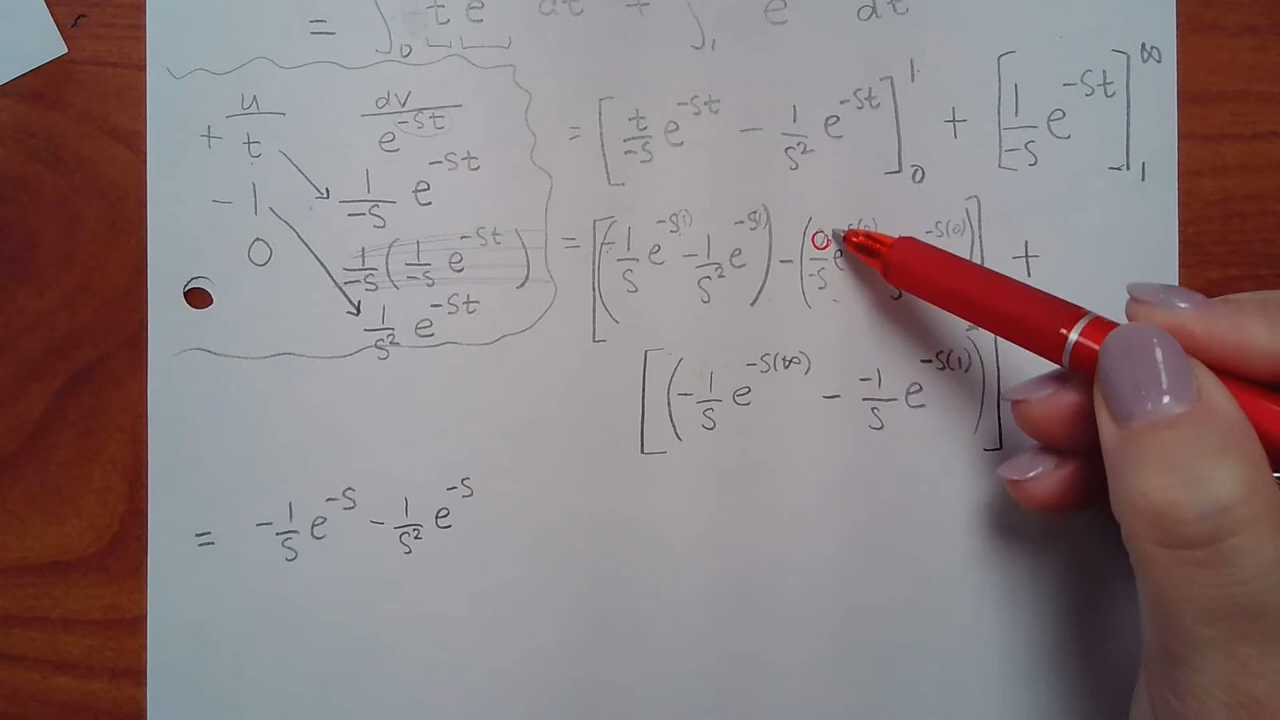 = ∫₀ t e dt + ∫₁ e dt
u dv
+ t e^{-st}
- 1 1/-s e^{-st}
0 1/-s (1/-s e^{-st})
1/s² e^{-st}
= [t/-s e^{-st} - 1/s² e^{-st}]₀¹ + [1/-s e^{-st}]₁^∞
= [(-1/s e^{-s(1)} - 1/s² e^{-s(1)}) - (0/-s e e^{-s(0)})] +
[(-1/s e^{-s(∞)} - -1/s e^{-s(1)})]
= -1/s e^{-s} - 1/s² e^{-s}